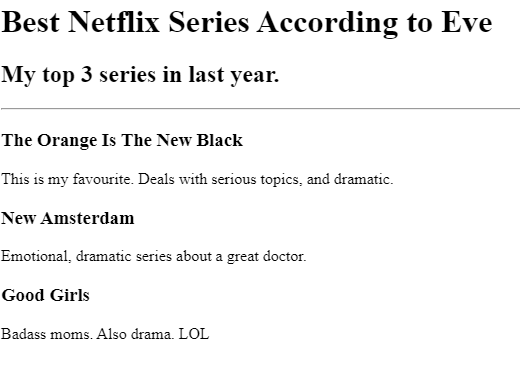 Best Netflix Series According to Eve
My top 3 series in last year.
The Orange Is The New Black
This is my favourite. Deals with serious topics, and dramatic.
New Amsterdam
Emotional, dramatic series about a great doctor.
Good Girls
Badass moms. Also drama. LOL